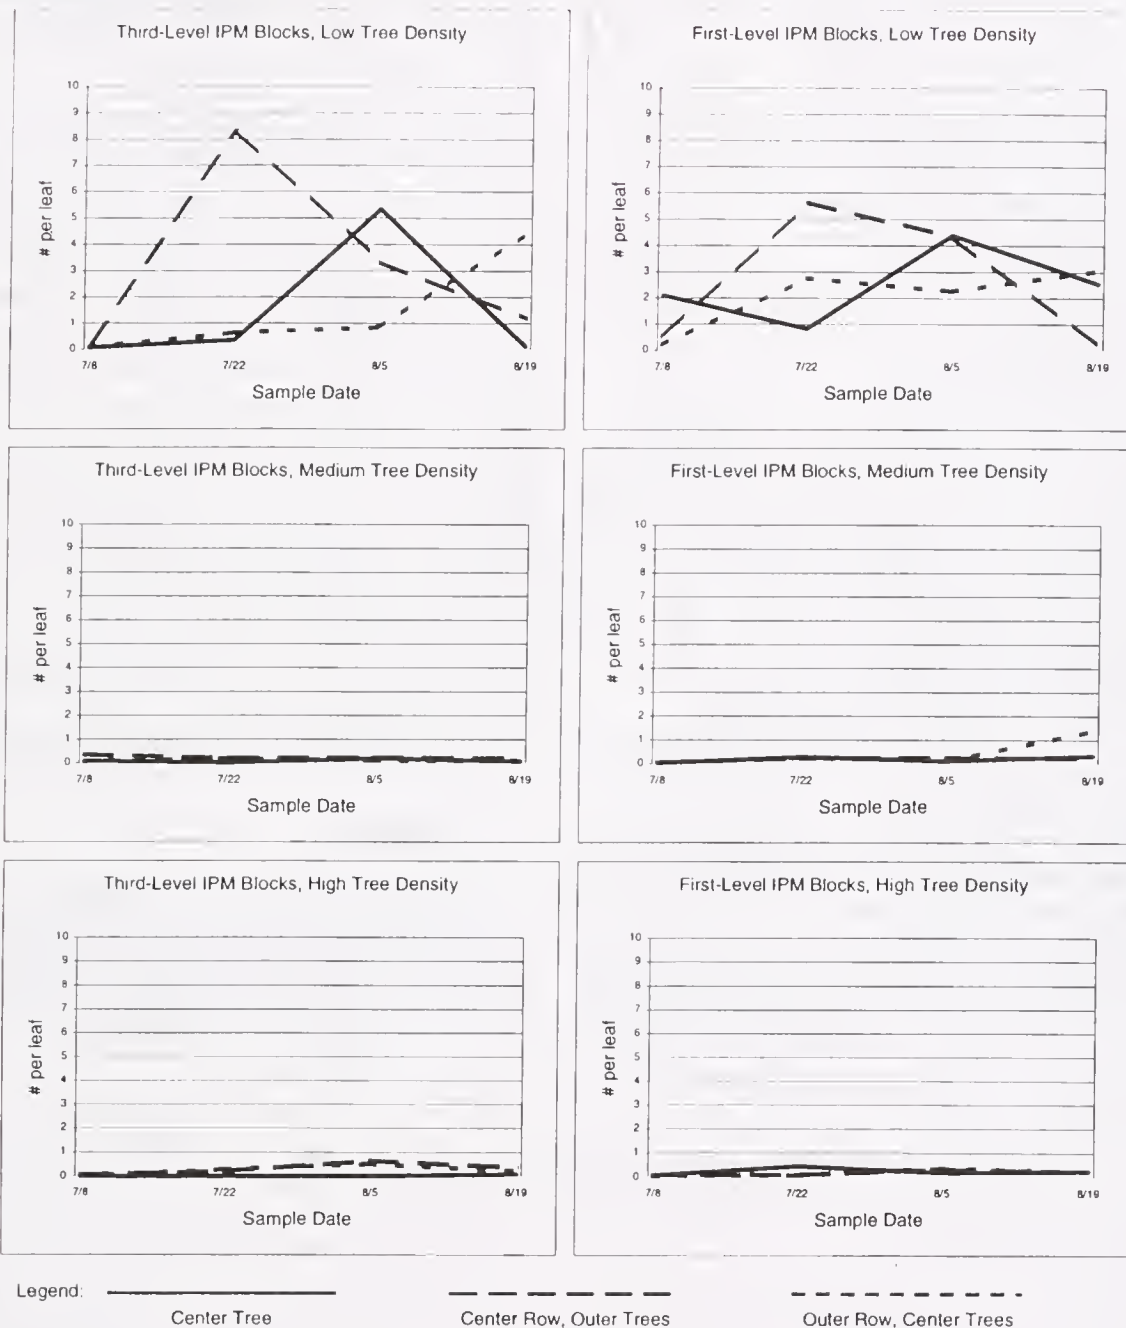 Third-Level IPM Blocks, Low Tree Density
10
9
8
7
6
5
4
3
2
1
0
# per leaf
7/8 7/22 8/5 8/19
Sample Date
First-Level IPM Blocks, Low Tree Density
10
9
8
7
6
5
4
3
2
1
0
# per leaf
7/8 7/22 8/5 8/19
Sample Date
Third-Level IPM Blocks, Medium Tree Density
10
9
8
7
6
5
4
3
2
1
0
# per leaf
7/8 7/22 8/5 8/19
Sample Date
First-Level IPM Blocks, Medium Tree Density
10
9
8
7
6
5
4
3
2
1
0
# per leaf
7/8 7/22 8/5 8/19
Sample Date
Third-Level IPM Blocks, High Tree Density
10
9
8
7
6
5
4
3
2
1
0
# per leaf
7/8 7/22 8/5 8/19
Sample Date
First-Level IPM Blocks, High Tree Density
10
9
8
7
6
5
4
3
2
1
0
# per leaf
7/8 7/22 8/5 8/19
Sample Date
Legend:
Center Tree
Center Row, Outer Trees
Outer Row, Center Trees